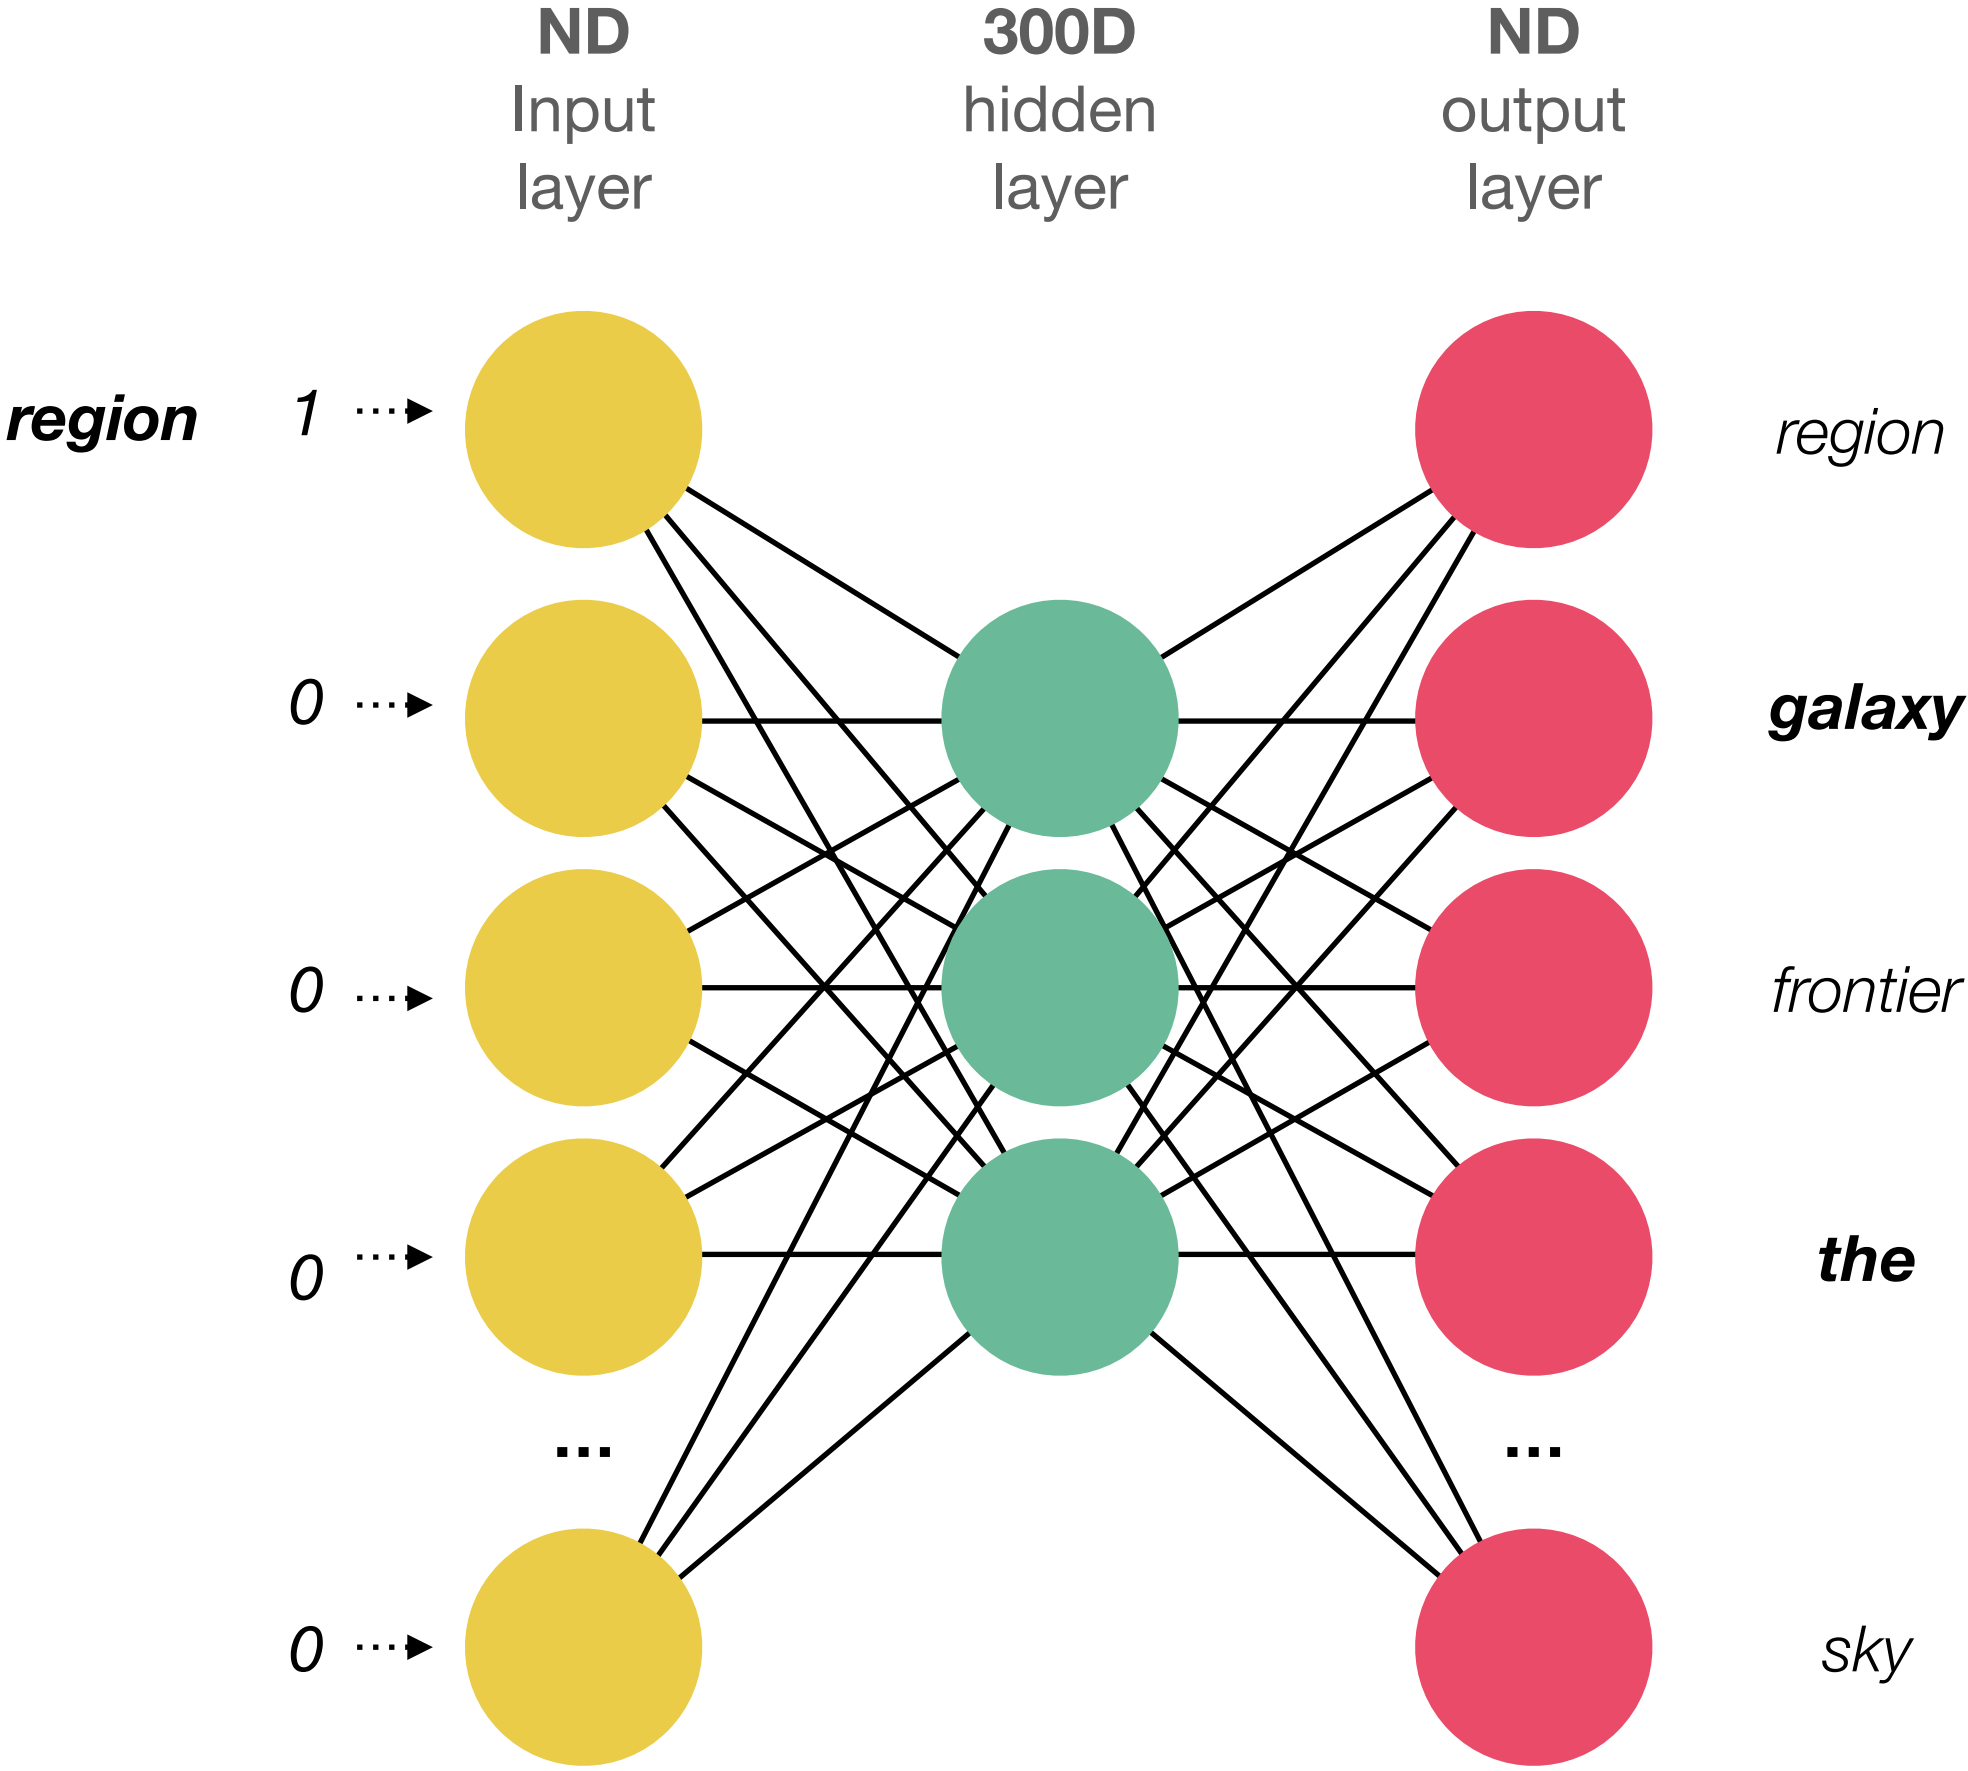 ND
Input
layer
300D
hidden
layer
ND
output
layer
region 1
region
0
galaxy
0
frontier
0
the
...
...
0
sky